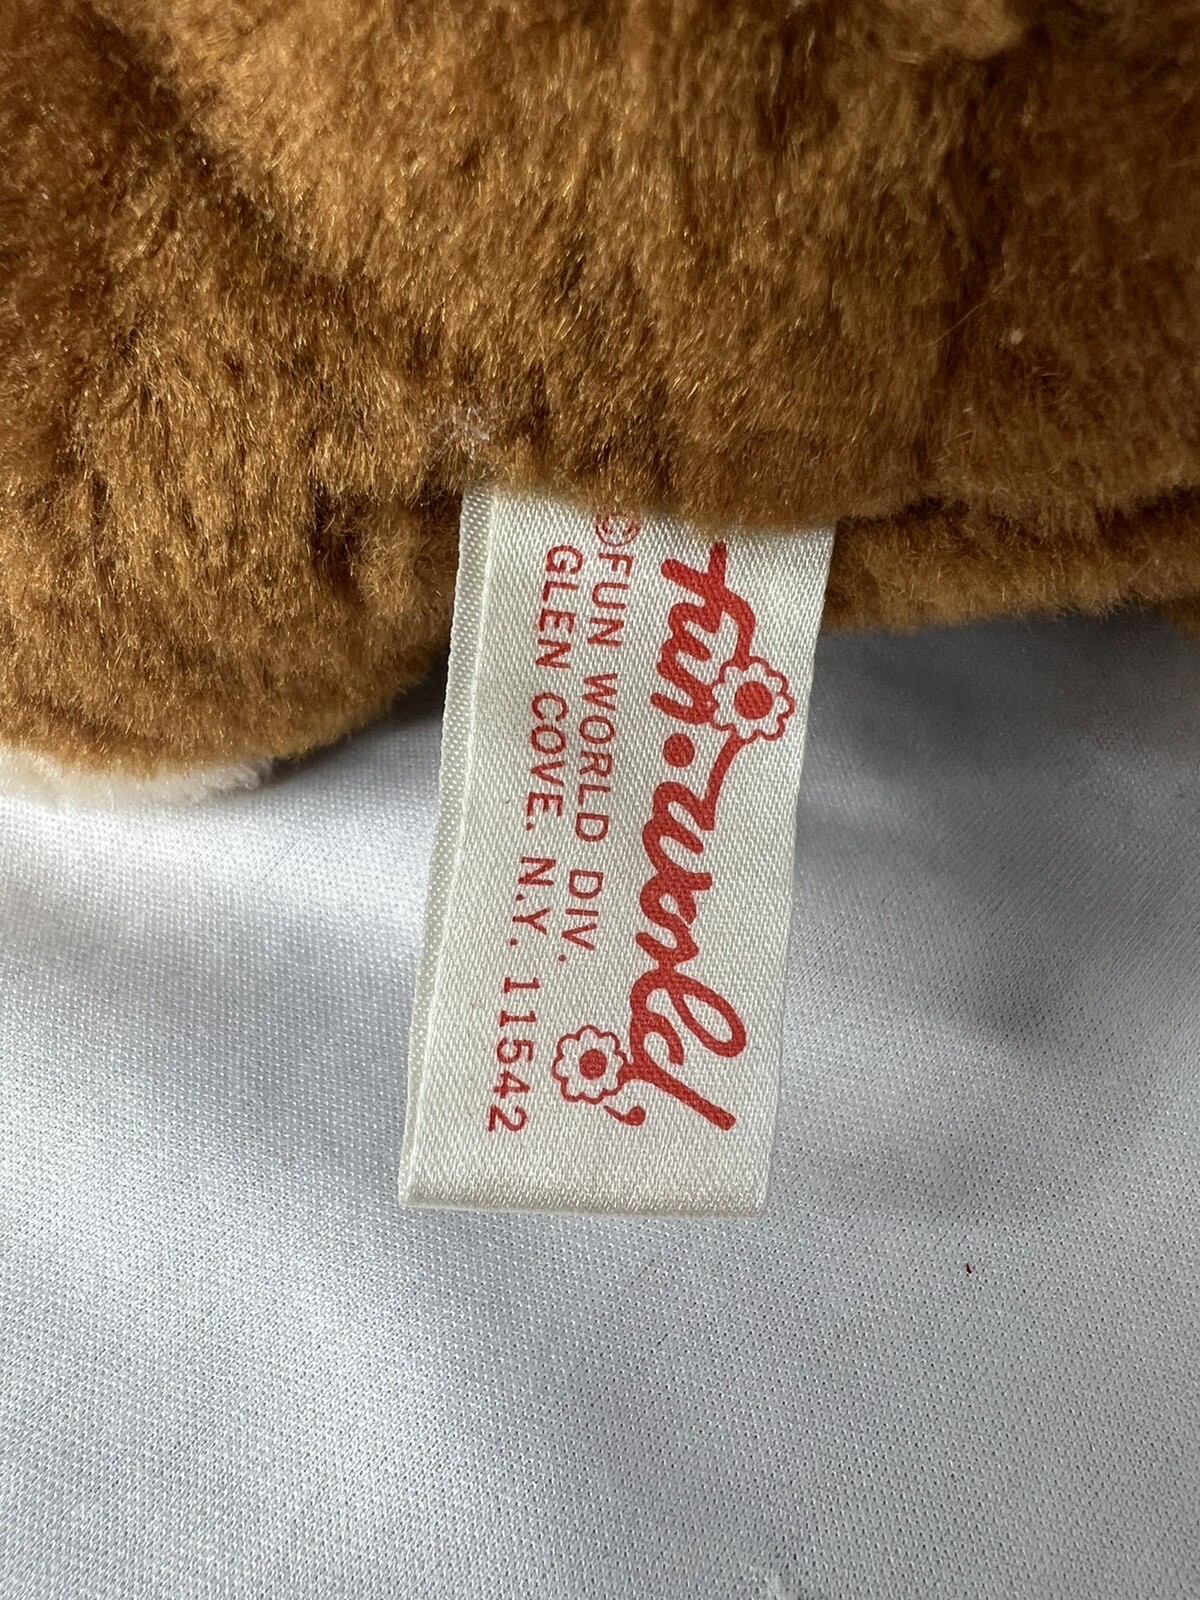 fun.world,
©FUN WORLD DIV.
GLEN COVE. N.Y. 11542